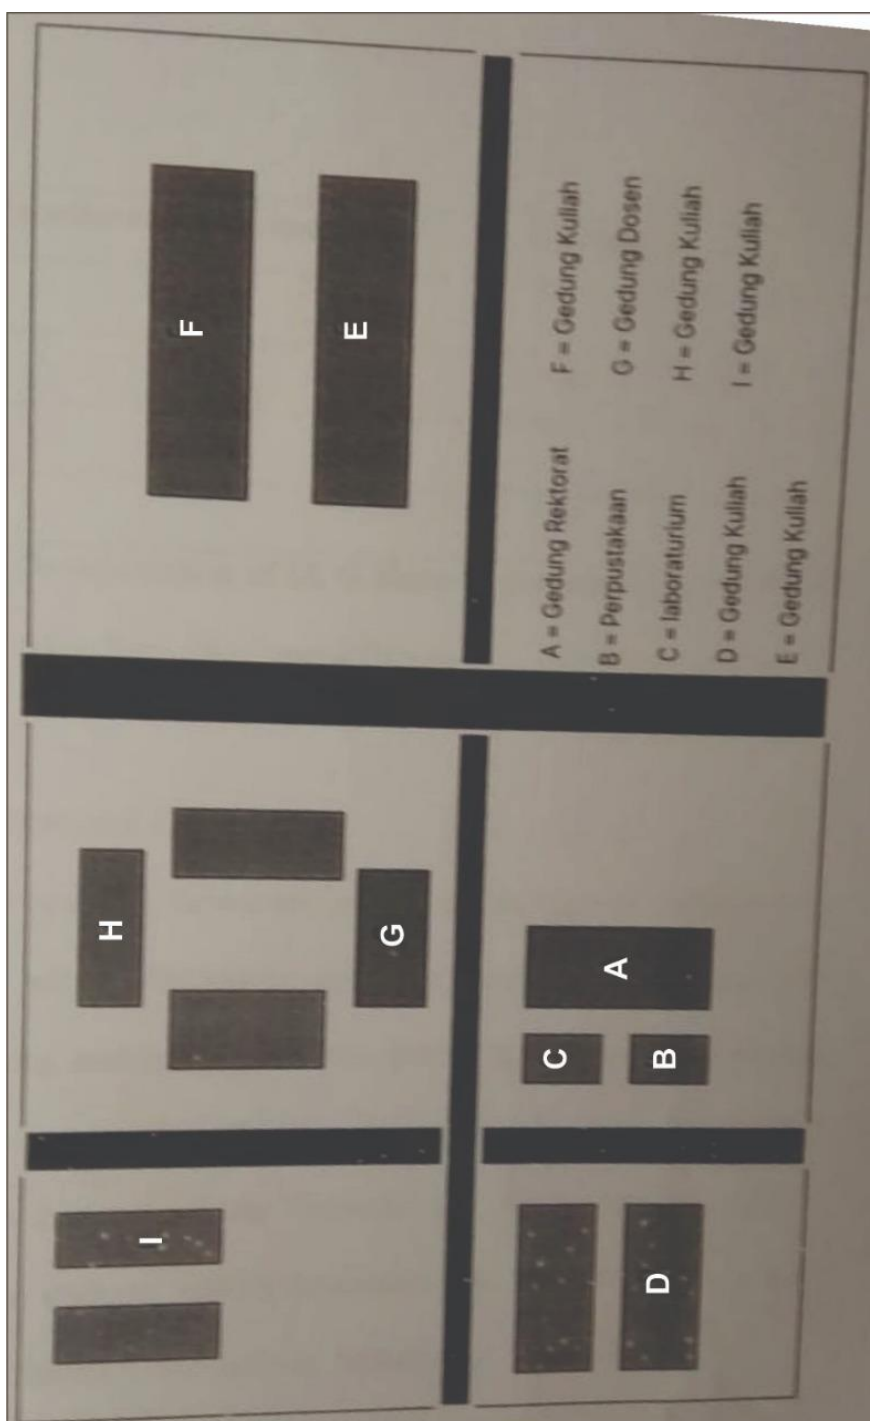 I
H
F
G
E
C
A
B
D
A = Gedung Rektorat
B = Perpustakaan
C = laboraturium
D = Gedung Kuliah
E = Gedung Kuliah
F = Gedung Kuliah
G = Gedung Dosen
H = Gedung Kuliah
I = Gedung Kuliah